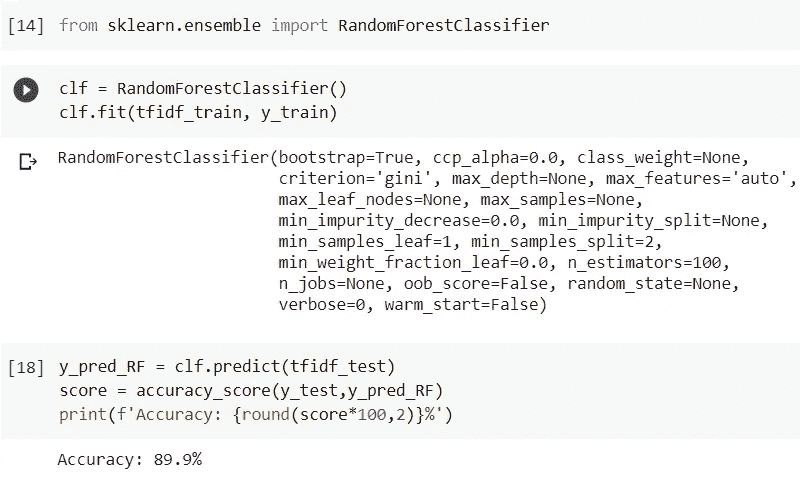 [14] from sklearn.ensemble import RandomForestClassifier
clf = RandomForestClassifier()
clf.fit(tfidf_train, y_train)
RandomForestClassifier(bootstrap=True, ccp_alpha=0.0, class_weight=None,
criterion='gini', max_depth=None, max_features='auto',
max_leaf_nodes=None, max_samples=None,
min_impurity_decrease=0.0, min_impurity_split=None,
min_samples_leaf=1, min_samples_split=2,
min_weight_fraction_leaf=0.0, n_estimators=100,
n_jobs=None, oob_score=False, random_state=None,
verbose=0, warm_start=False)
[18] y_pred_RF = clf.predict(tfidf_test)
score = accuracy_score(y_test,y_pred_RF)
print(f'Accuracy: {round(score*100,2)}%')
Accuracy: 89.9%